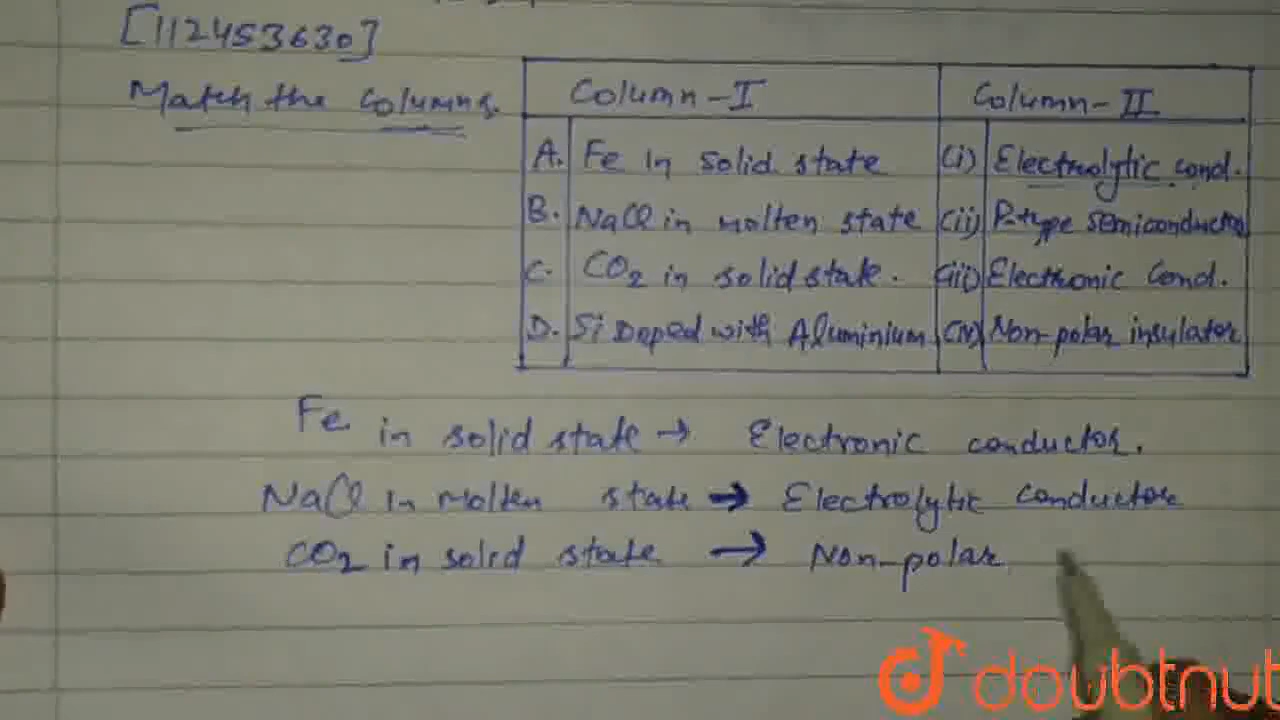 [112453630]
Match the columns.
Column-I Column-II
A. Fe in solid state (i) Electrolytic cond.
B. NaCl in molten state (ii) P-type semiconductor
C. CO2 in solid state. (iii) Electronic cond.
D. Si Doped with Aluminium (iv) Non-polar insulator
Fe in solid state → Electronic conductor.
NaCl in Molten state → Electrolytic conductor
CO2 in solid state → Non-polar
doubtnut